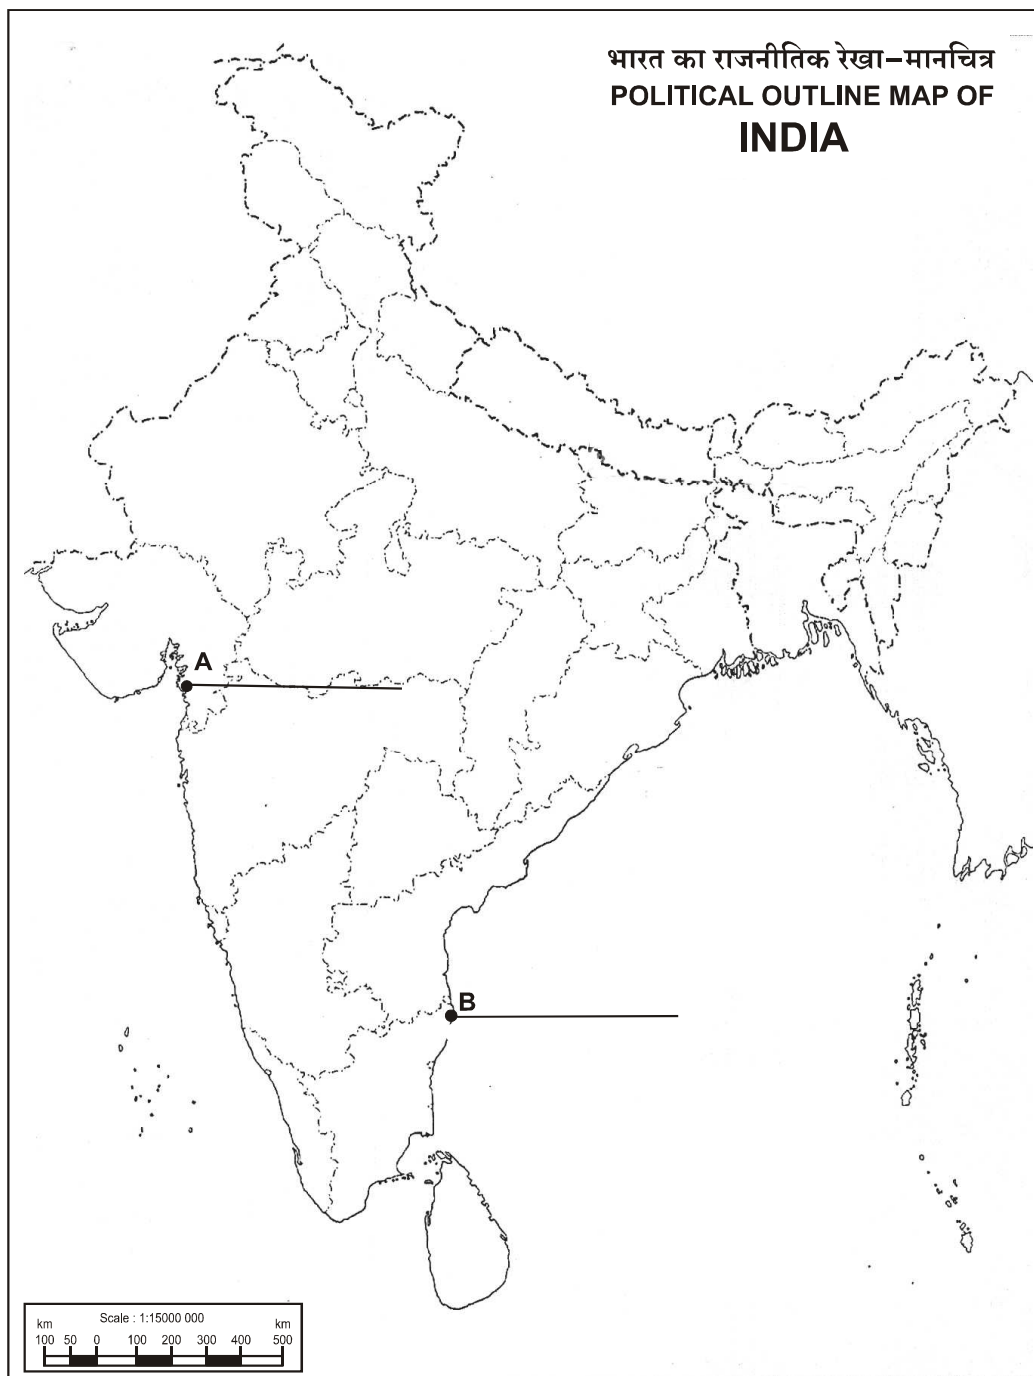 भारत का राजनीतिक रेखा–मानचित्र
POLITICAL OUTLINE MAP OF
INDIA
A
B
Scale : 1:15000 000
km km
100 50 0 100 200 300 400 500